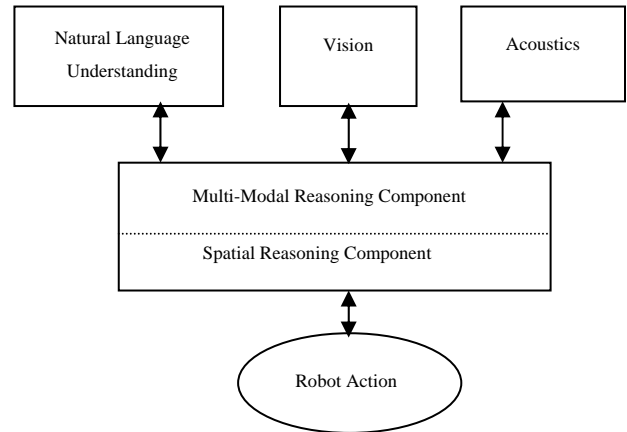 Natural Language
Understanding
Vision
Acoustics
Multi-Modal Reasoning Component
Spatial Reasoning Component
Robot Action